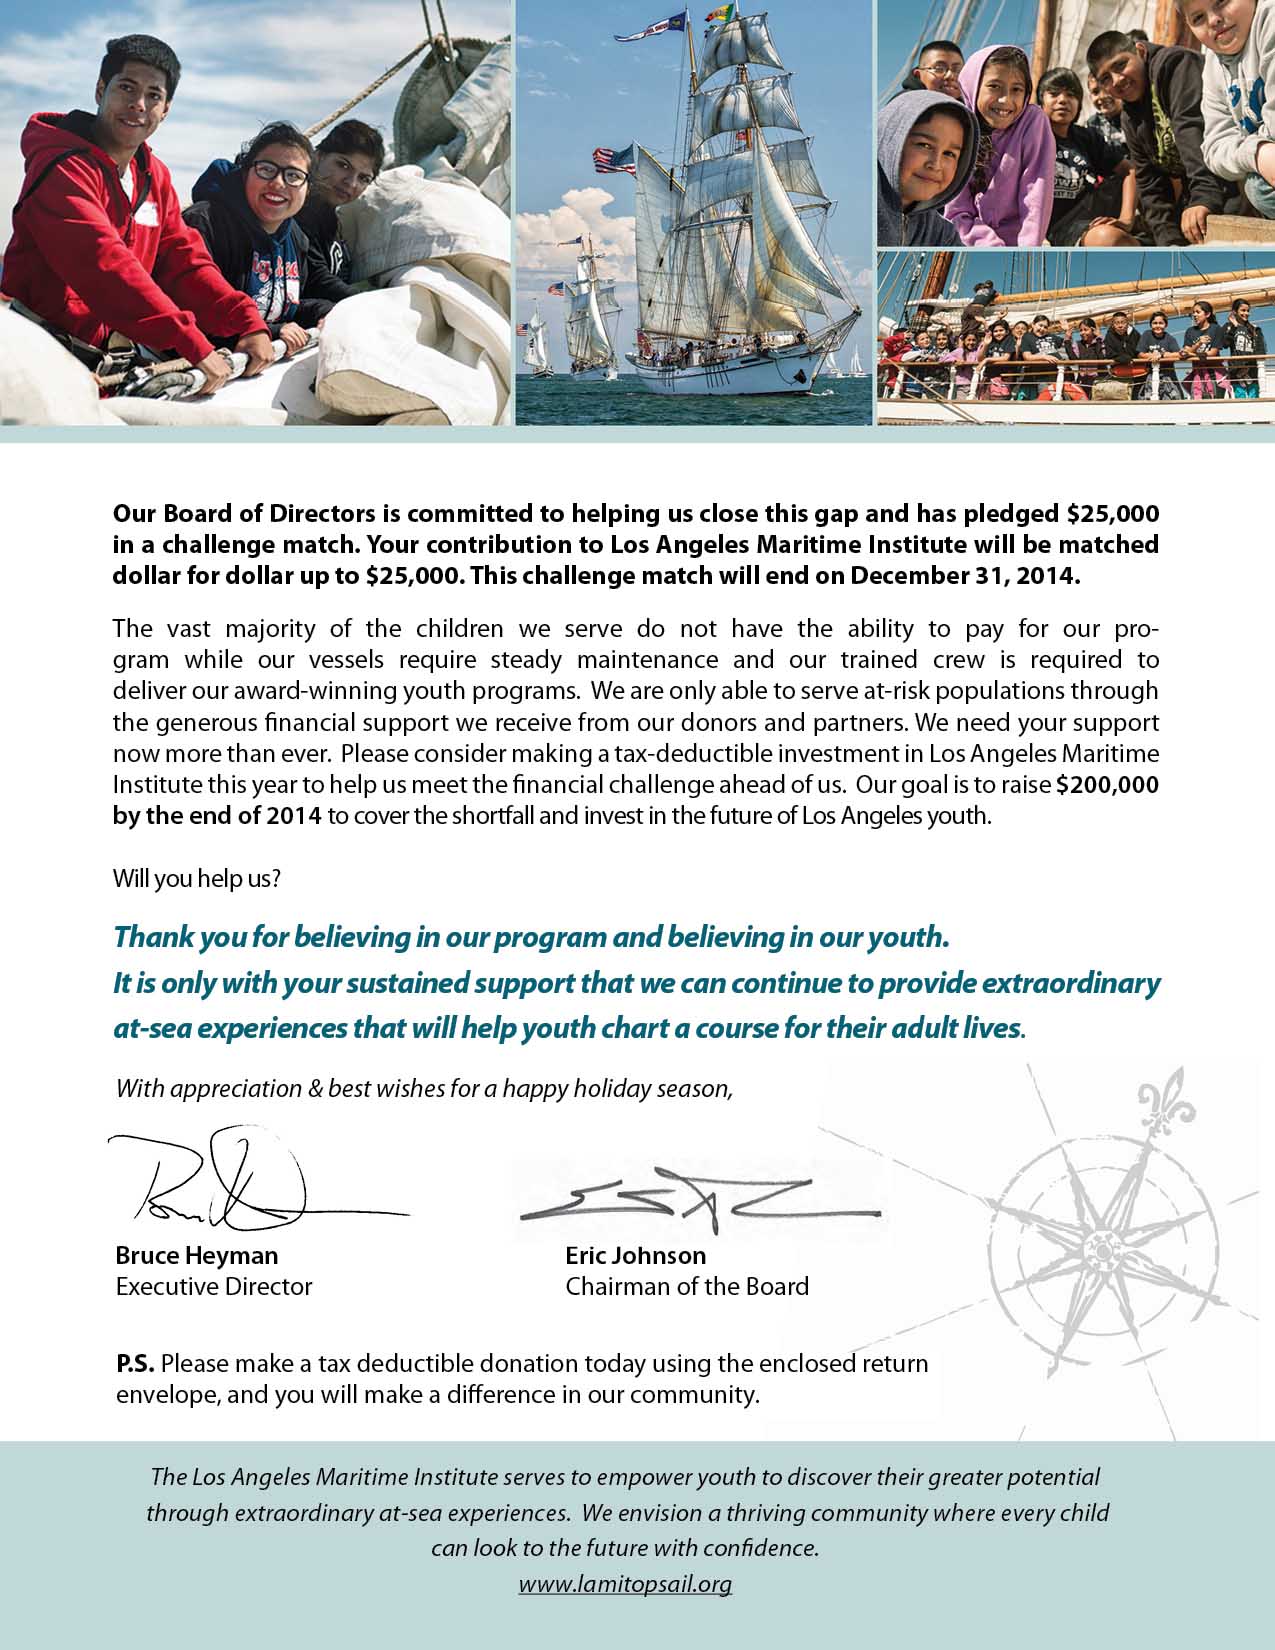 Our Board of Directors is committed to helping us close this gap and has pledged $25,000
in a challenge match. Your contribution to Los Angeles Maritime Institute will be matched
dollar for dollar up to $25,000. This challenge match will end on December 31, 2014.
The vast majority of the children we serve do not have the ability to pay for our pro-
gram while our vessels require steady maintenance and our trained crew is required to
deliver our award-winning youth programs. We are only able to serve at-risk populations through
the generous financial support we receive from our donors and partners. We need your support
now more than ever. Please consider making a tax-deductible investment in Los Angeles Maritime
Institute this year to help us meet the financial challenge ahead of us. Our goal is to raise $200,000
by the end of 2014 to cover the shortfall and invest in the future of Los Angeles youth.
Will you help us?
Thank you for believing in our program and believing in our youth.
It is only with your sustained support that we can continue to provide extraordinary
at-sea experiences that will help youth chart a course for their adult lives.
With appreciation & best wishes for a happy holiday season,
Bruce Heyman
Executive Director
Eric Johnson
Chairman of the Board
P.S. Please make a tax deductible donation today using the enclosed return
envelope, and you will make a difference in our community.
The Los Angeles Maritime Institute serves to empower youth to discover their greater potential
through extraordinary at-sea experiences. We envision a thriving community where every child
can look to the future with confidence.
www.lamitopsail.org